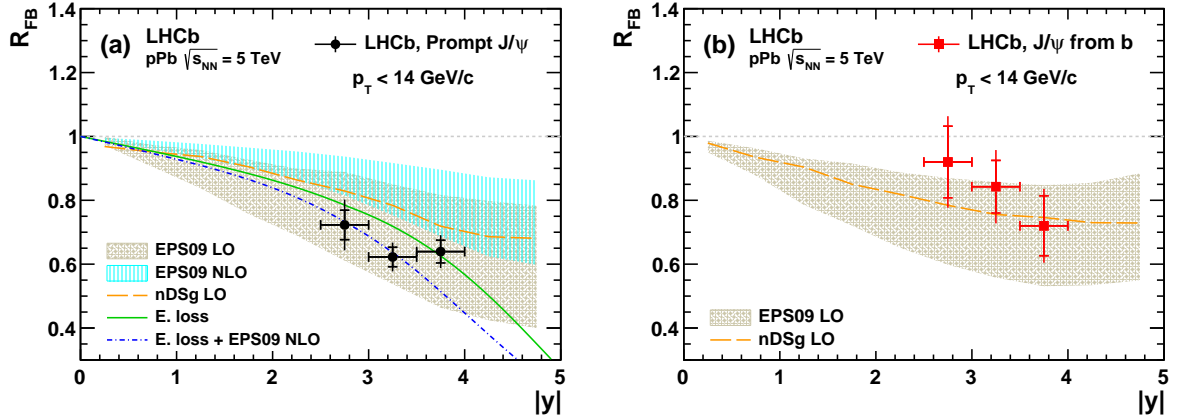 R_FB
1.4
1.2
1
0.8
0.6
0.4
(a)
LHCb
pPb √s_NN = 5 TeV
LHCb, Prompt J/ψ
p_T < 14 GeV/c
EPS09 LO
EPS09 NLO
nDSg LO
E. loss
E. loss + EPS09 NLO
0 1 2 3 4 5
|y|
R_FB
1.4
1.2
1
0.8
0.6
0.4
(b)
LHCb
pPb √s_NN = 5 TeV
LHCb, J/ψ from b
p_T < 14 GeV/c
EPS09 LO
nDSg LO
0 1 2 3 4 5
|y|